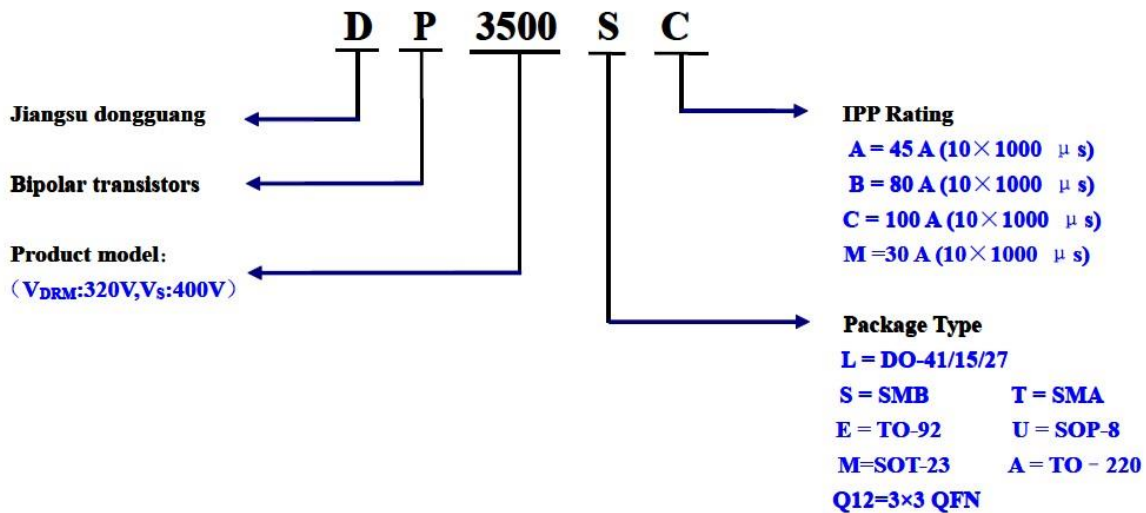 D P 3500 S C
Jiangsu dongguang
Bipolar transistors
Product model：
（VDRM:320V,VS:400V）
IPP Rating
A = 45 A (10×1000 μs)
B = 80 A (10×1000 μs)
C = 100 A (10×1000 μs)
M =30 A (10×1000 μs)
Package Type
L = DO-41/15/27
S = SMB T = SMA
E = TO-92 U = SOP-8
M=SOT-23 A = TO－220
Q12=3×3 QFN